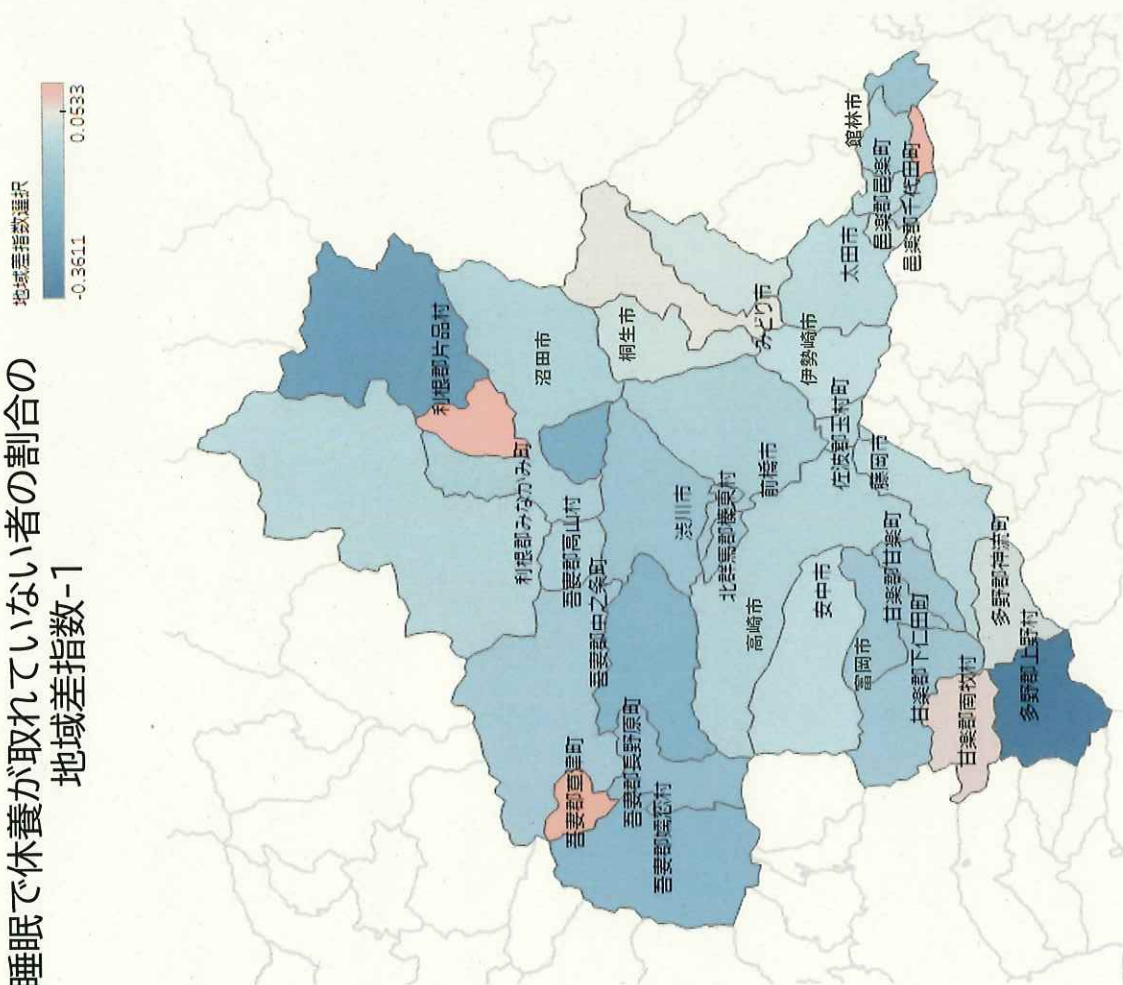 睡眠で休養が取れていない者の割合の
地域差指数-1
地域差指数選択
-0.3611
0.0533
利根郡片品村
沼田市
桐生市
みどり市
伊勢崎市
太田市
館林市
邑楽郡邑楽町
邑楽郡千代田町
利根郡みなかみ町
吾妻郡高山村
吾妻郡中之条町
渋川市
北群馬郡榛東村
前橋市
佐波郡玉村町
藤岡市
高崎市
安中市
富岡市
甘楽郡甘楽町
甘楽郡下仁田町
甘楽郡南牧村
多野郡神流町
多野郡上野村
吾妻郡草津町
吾妻郡長野原町
吾妻郡嬬恋村